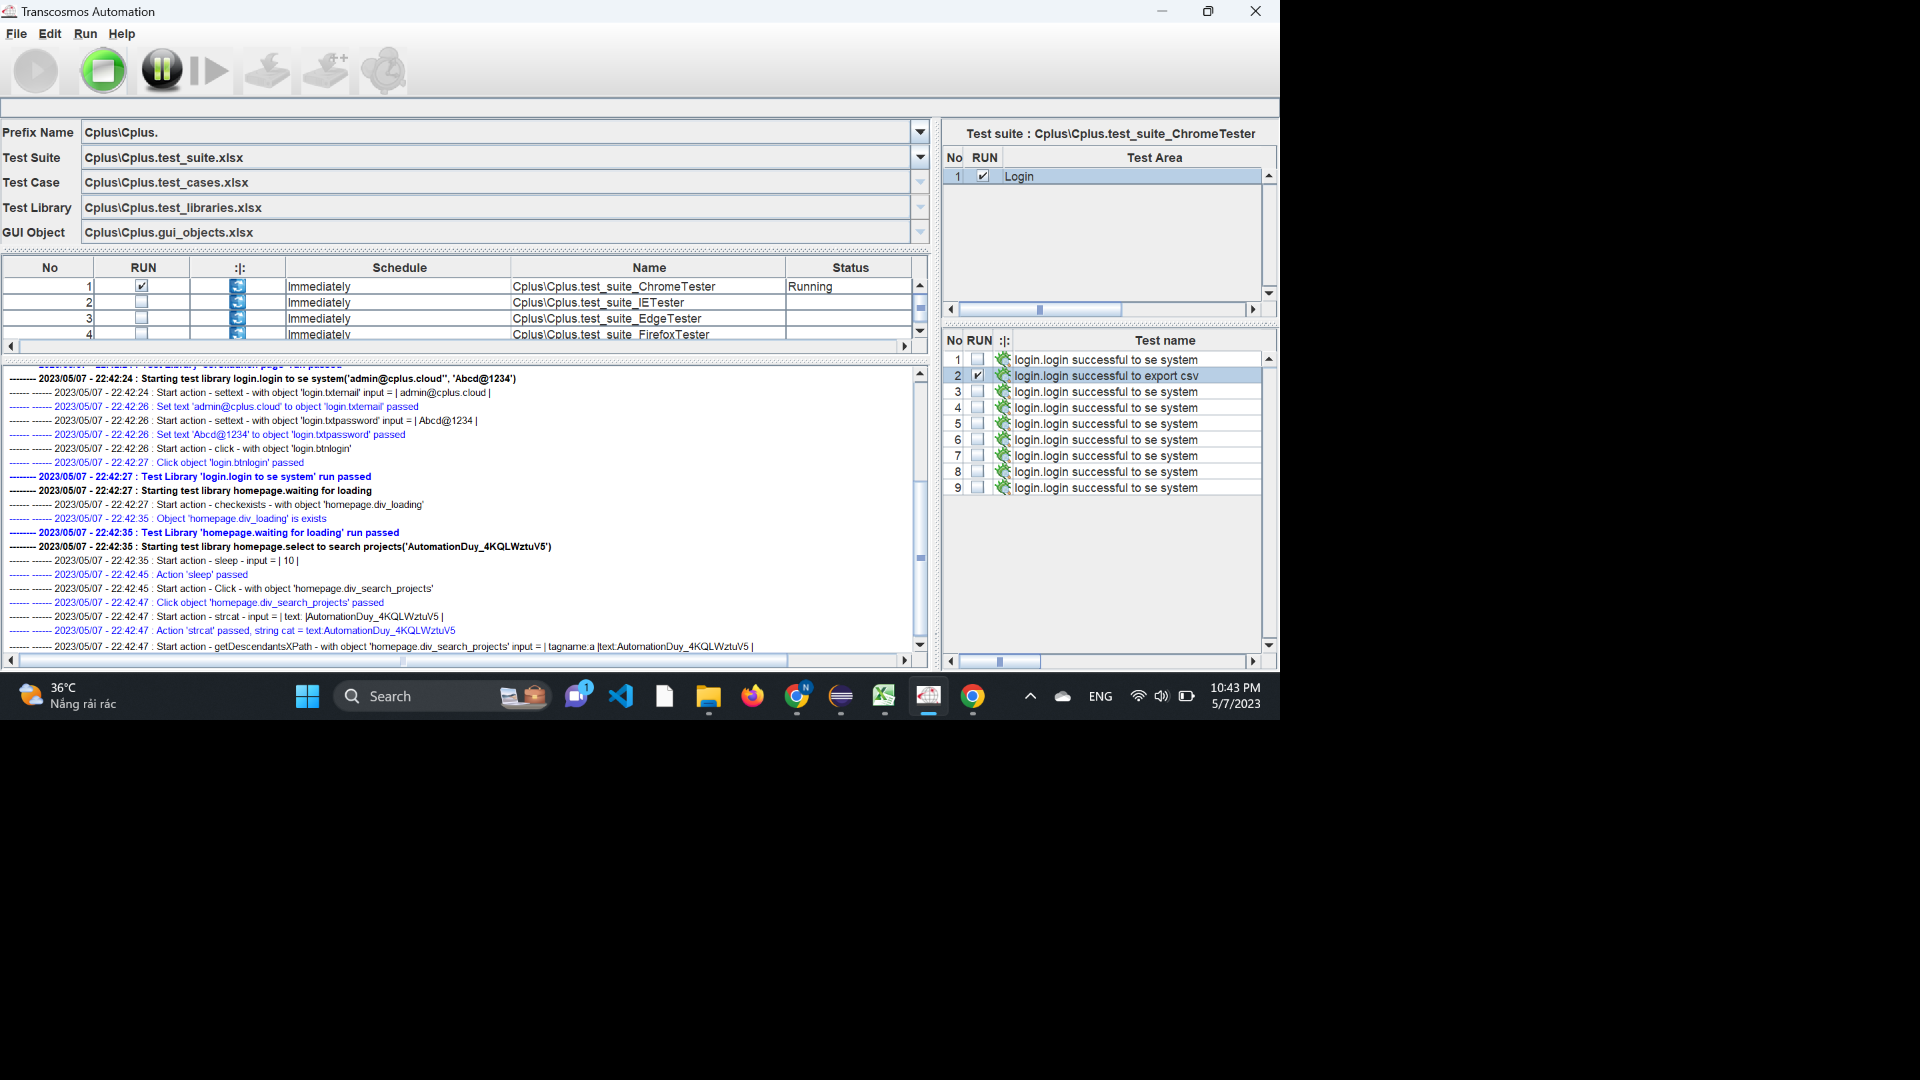 Transcosmos Automation
File Edit Run Help
Prefix Name Cplus\Cplus.
Test Suite Cplus\Cplus.test_suite.xlsx
Test Case Cplus\Cplus.test_cases.xlsx
Test Library Cplus\Cplus.test_libraries.xlsx
GUI Object Cplus\Cplus.gui_objects.xlsx
No RUN :|: Schedule Name Status
1 Immediately Cplus\Cplus.test_suite_ChromeTester Running
2 Immediately Cplus\Cplus.test_suite_IETester
3 Immediately Cplus\Cplus.test_suite_EdgeTester
4 Immediately Cplus\Cplus.test_suite_FirefoxTester
-------- 2023/05/07 - 22:42:24 : Starting test library login.login to se system('admin@cplus.cloud'', 'Abcd@1234')
------ ------ 2023/05/07 - 22:42:24 : Start action - settext - with object 'login.txtemail' input = | admin@cplus.cloud |
------ ------ 2023/05/07 - 22:42:26 : Set text 'admin@cplus.cloud' to object 'login.txtemail' passed
------ ------ 2023/05/07 - 22:42:26 : Start action - settext - with object 'login.txtpassword' input = | Abcd@1234 |
------ ------ 2023/05/07 - 22:42:26 : Set text 'Abcd@1234' to object 'login.txtpassword' passed
------ ------ 2023/05/07 - 22:42:26 : Start action - click - with object 'login.btnlogin'
------ ------ 2023/05/07 - 22:42:27 : Click object 'login.btnlogin' passed
-------- 2023/05/07 - 22:42:27 : Test Library 'login.login to se system' run passed
-------- 2023/05/07 - 22:42:27 : Starting test library homepage.waiting for loading
------ ------ 2023/05/07 - 22:42:27 : Start action - checkexists - with object 'homepage.div_loading'
------ ------ 2023/05/07 - 22:42:35 : Object 'homepage.div_loading' is exists
-------- 2023/05/07 - 22:42:35 : Test Library 'homepage.waiting for loading' run passed
-------- 2023/05/07 - 22:42:35 : Starting test library homepage.select to search projects('AutomationDuy_4KQLWztuV5')
------ ------ 2023/05/07 - 22:42:35 : Start action - sleep - input = | 10 |
------ ------ 2023/05/07 - 22:42:45 : Action 'sleep' passed
------ ------ 2023/05/07 - 22:42:45 : Start action - Click - with object 'homepage.div_search_projects'
------ ------ 2023/05/07 - 22:42:47 : Click object 'homepage.div_search_projects' passed
------ ------ 2023/05/07 - 22:42:47 : Start action - strcat - input = | text: |AutomationDuy_4KQLWztuV5 |
------ ------ 2023/05/07 - 22:42:47 : Action 'strcat' passed, string cat = text:AutomationDuy_4KQLWztuV5
------ ------ 2023/05/07 - 22:42:47 : Start action - getDescendantsXPath - with object 'homepage.div_search_projects' input = | tagname:a |text:AutomationDuy_4KQLWztuV5 |
Test suite : Cplus\Cplus.test_suite_ChromeTester
No RUN Test Area
1 Login
No RUN :|: Test name
1 login.login successful to se system
2 login.login successful to export csv
3 login.login successful to se system
4 login.login successful to se system
5 login.login successful to se system
6 login.login successful to se system
7 login.login successful to se system
8 login.login successful to se system
9 login.login successful to se system
36°C
Nắng rải rác
Search
1
N
ENG
10:43 PM
5/7/2023